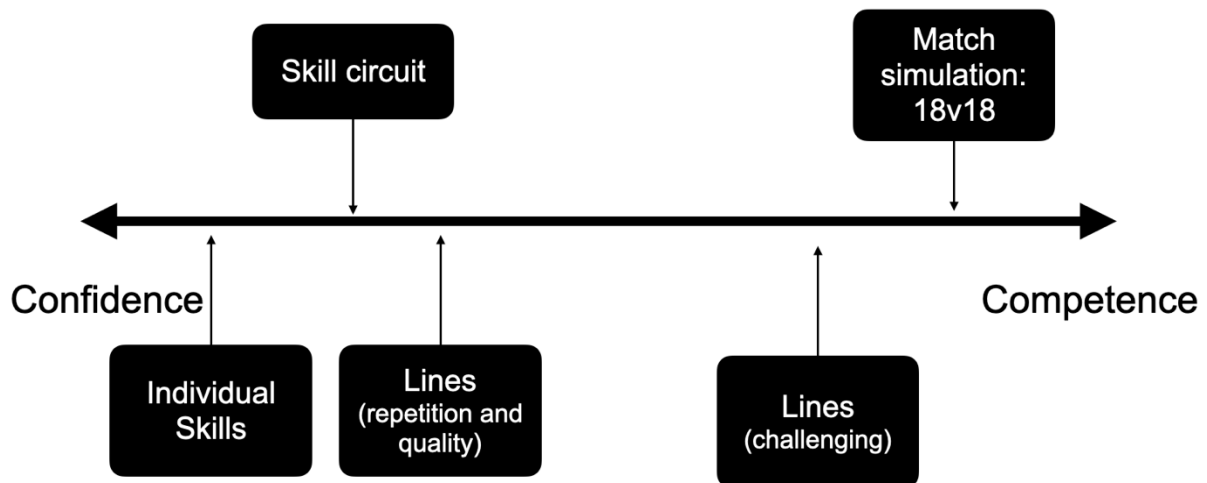 Skill circuit
Match
simulation:
18v18
Confidence
Competence
Individual
Skills
Lines
(repetition and
quality)
Lines
(challenging)